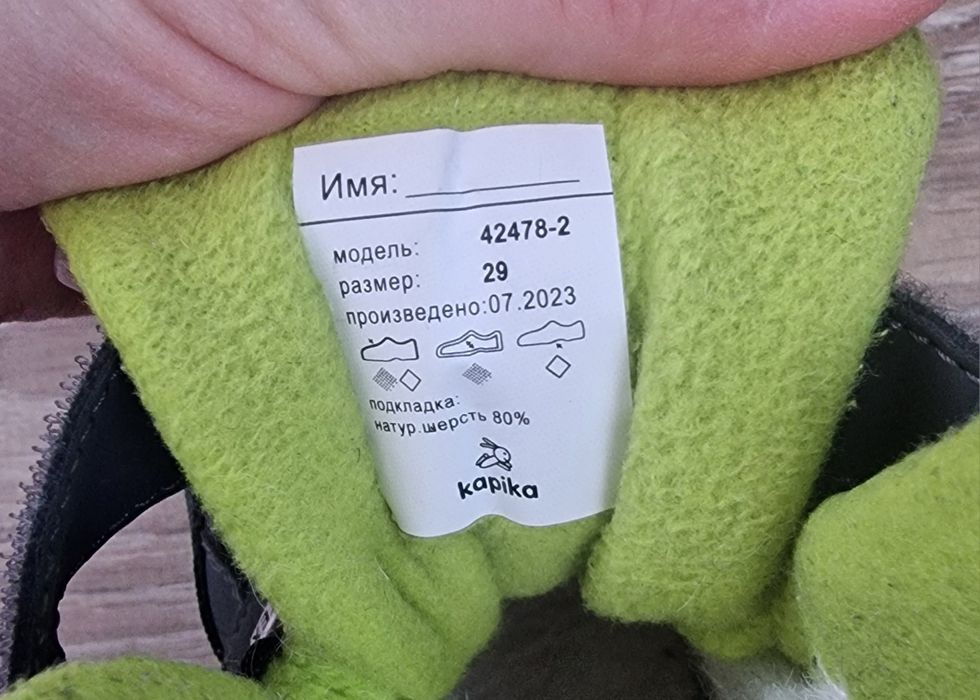 Имя:
модель: 42478-2
размер: 29
произведено:07.2023
подкладка:
натур.шерсть 80%
kapika